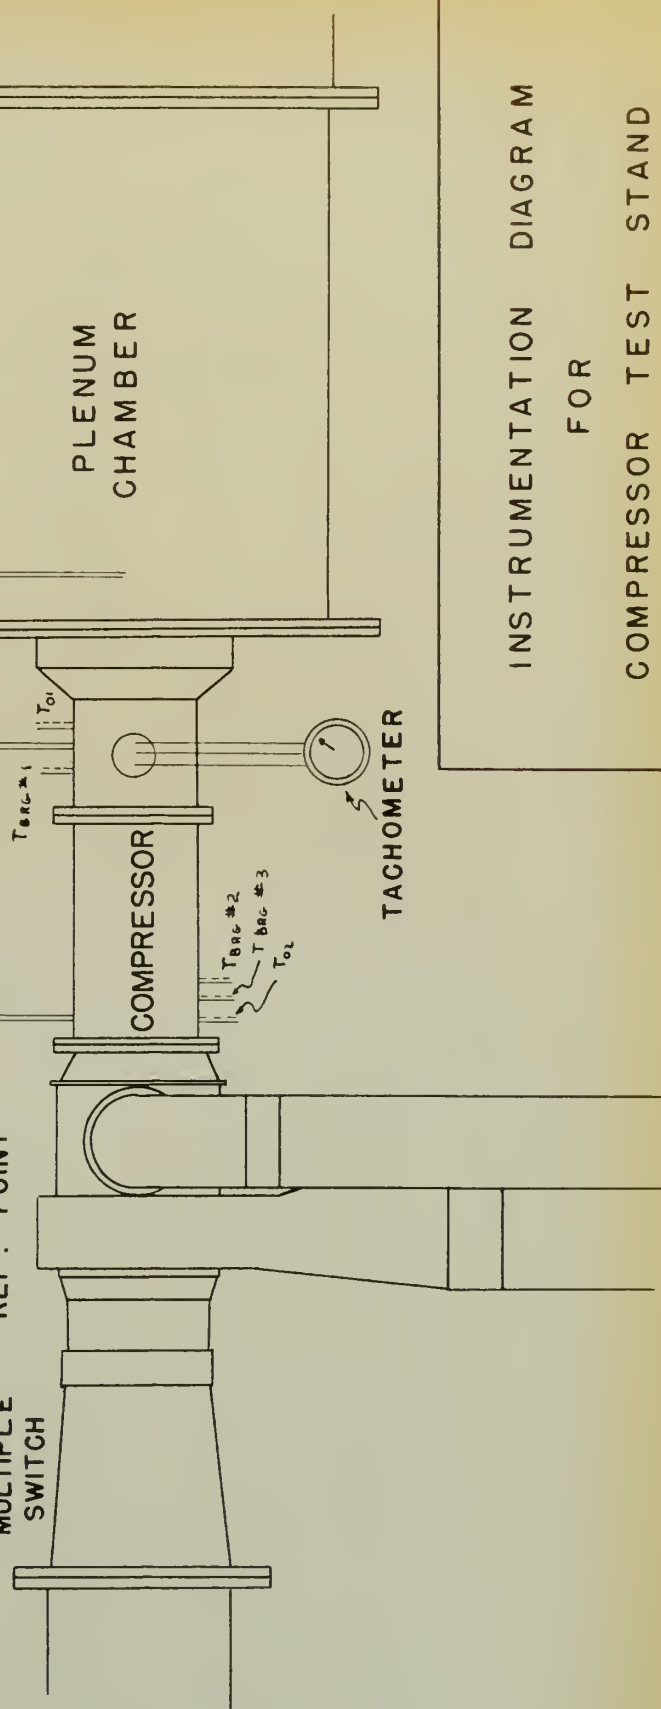 PLENUM
CHAMBER
T01
TBRG #1
COMPRESSOR
TACHOMETER
TBRG #2
TBRG #3
T02
REF. POINT
MULTIPLE
SWITCH
INSTRUMENTATION DIAGRAM
FOR
COMPRESSOR TEST STAND